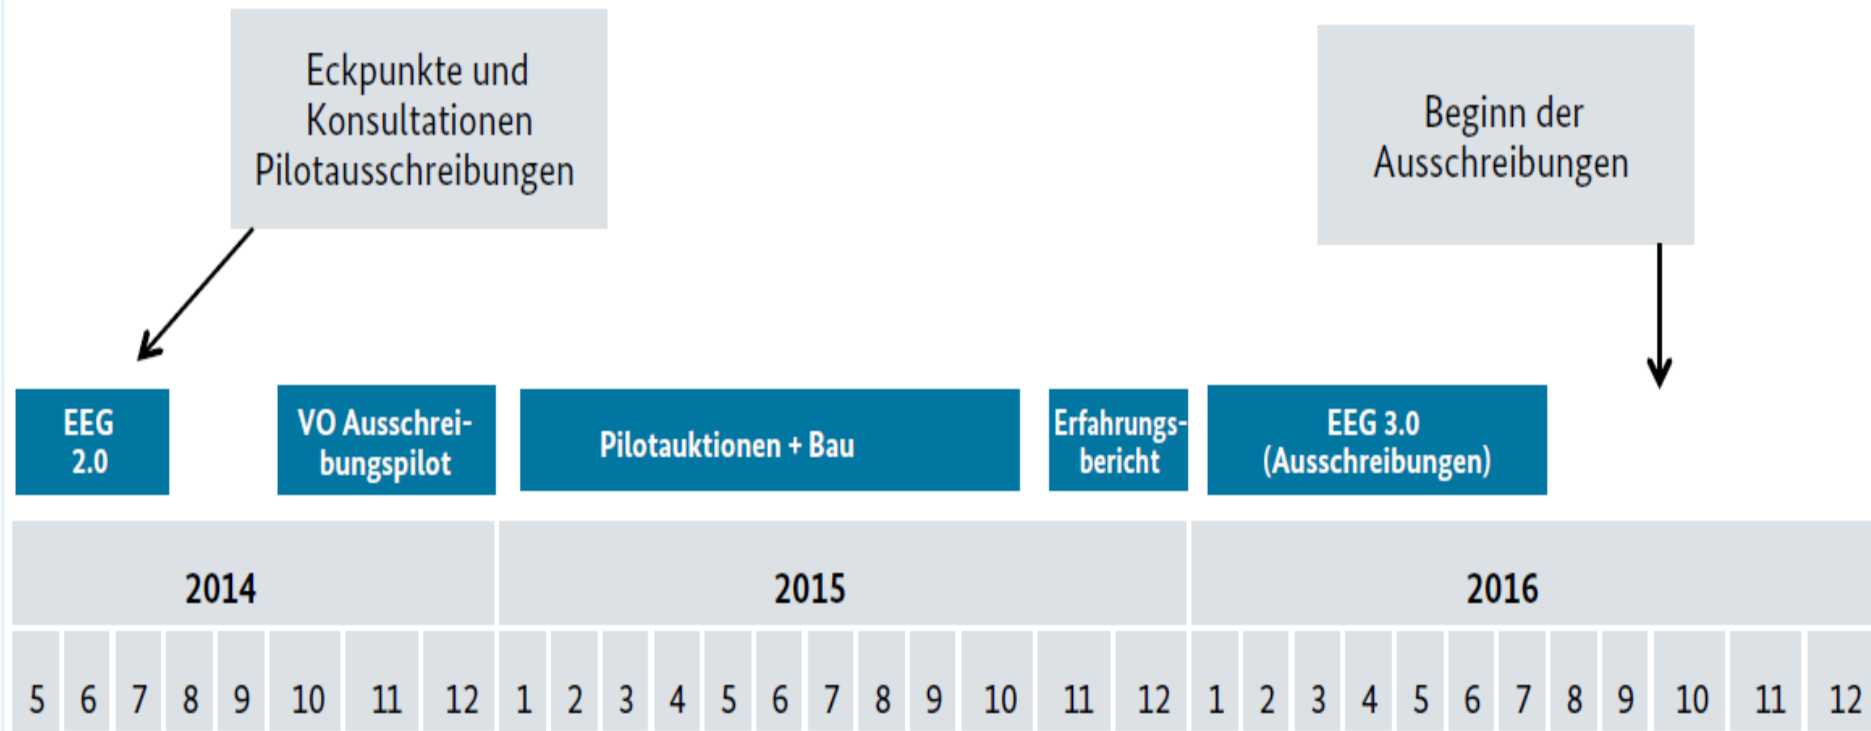 Eckpunkte und
Konsultationen
Pilotausschreibungen
Beginn der
Ausschreibungen
EEG
2.0
VO Ausschrei-
bungspilot
Pilotauktionen + Bau
Erfahrungs-
bericht
EEG 3.0
(Ausschreibungen)
2014 2015 2016
5 6 7 8 9 10 11 12 1 2 3 4 5 6 7 8 9 10 11 12 1 2 3 4 5 6 7 8 9 10 11 12